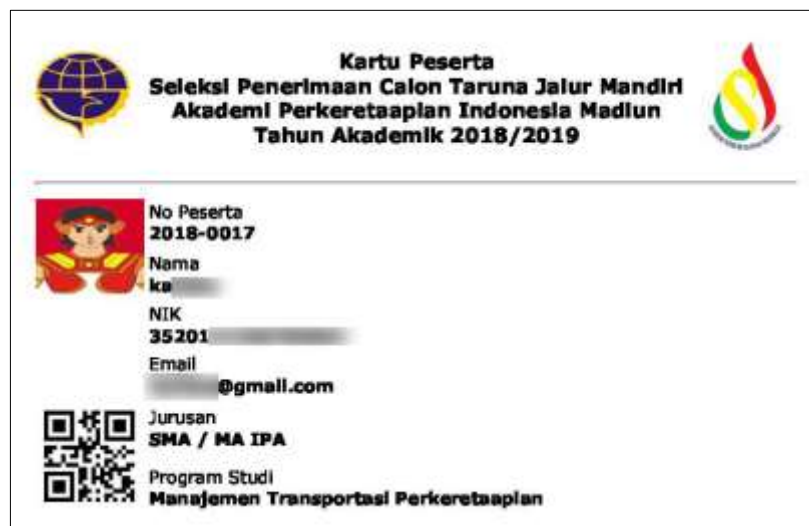 Kartu Peserta
Seleksi Penerimaan Calon Taruna Jalur Mandiri
Akademi Perkeretaapian Indonesia Madiun
Tahun Akademik 2018/2019
No Peserta
2018-0017
Nama
ka
NIK
35201
Email
@gmail.com
Jurusan
SMA / MA IPA
Program Studi
Manajemen Transportasi Perkeretaapian